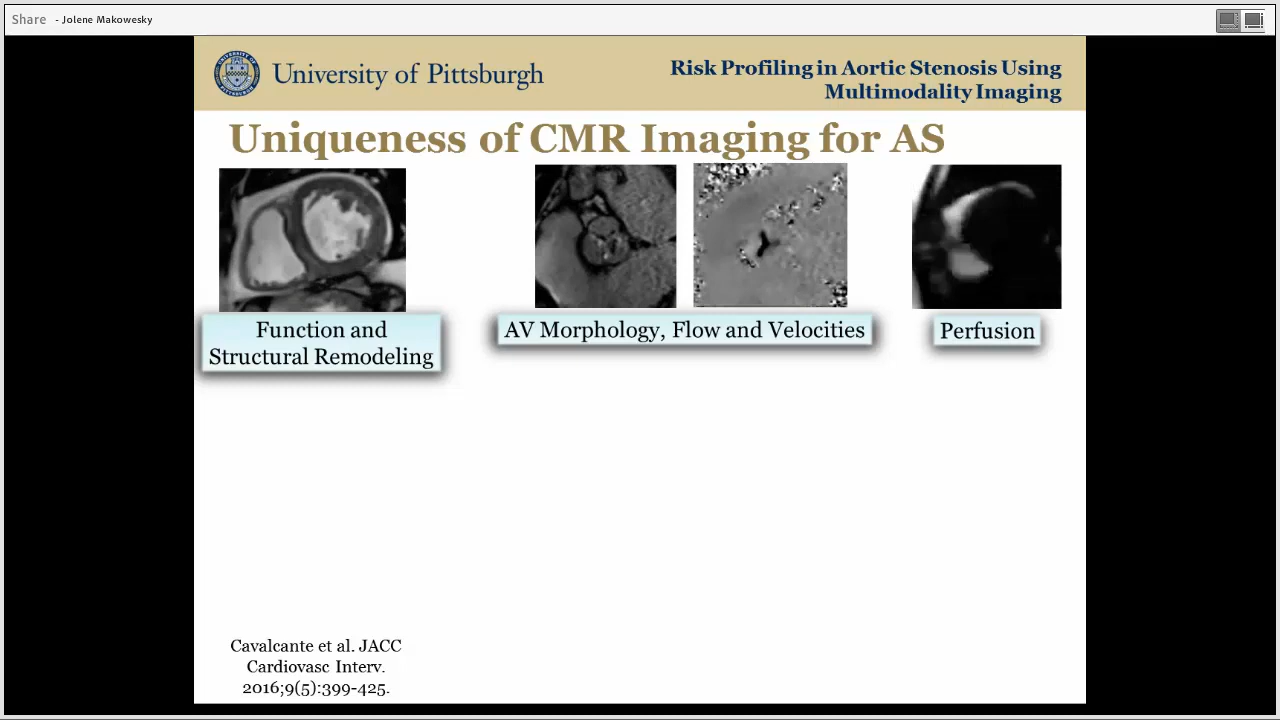 Share - Jolene Makowesky
University of Pittsburgh
Risk Profiling in Aortic Stenosis Using
Multimodality Imaging
Uniqueness of CMR Imaging for AS
Function and
Structural Remodeling
AV Morphology, Flow and Velocities
Perfusion
Cavalcante et al. JACC
Cardiovasc Interv.
2016;9(5):399-425.